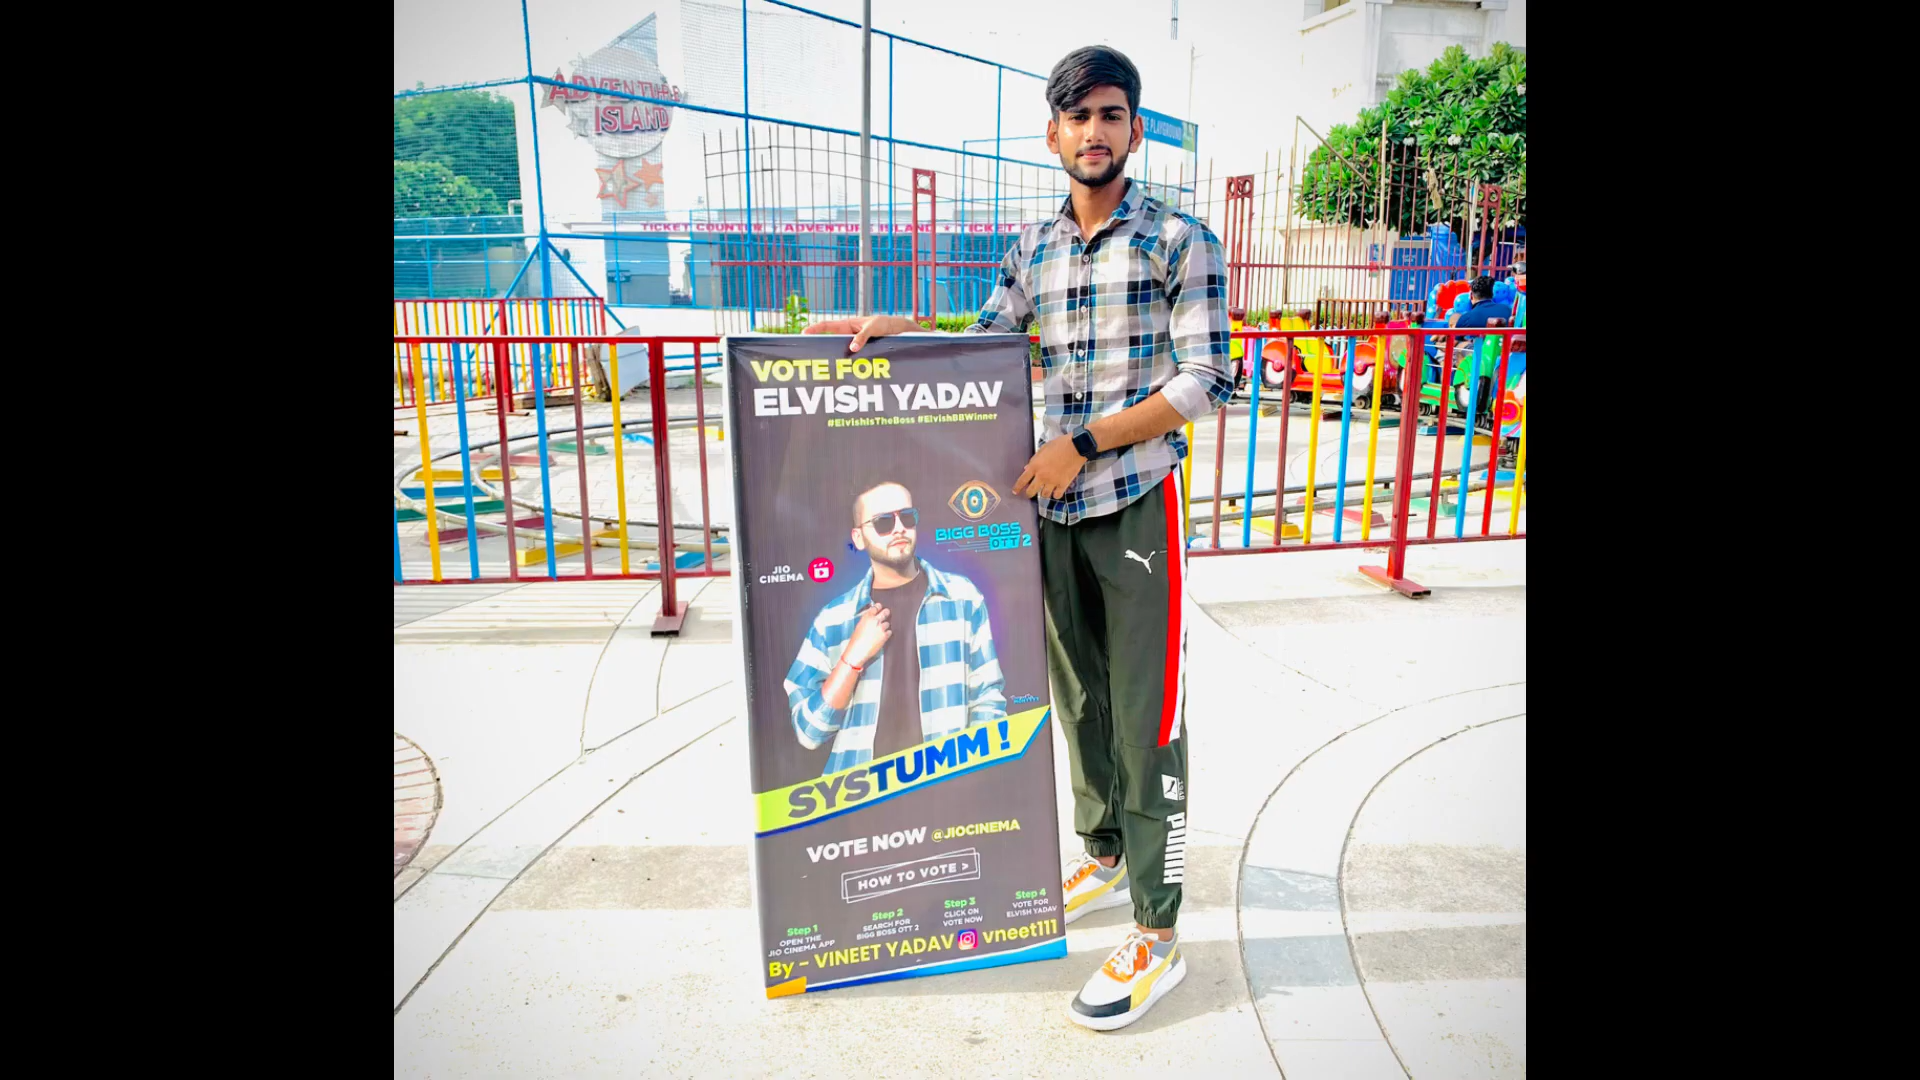 ADVENTURE
ISLAND
E PLAYGROUND
TICKET COUNTER ★ ADVENTURE ISLAND ★ TICKET
VOTE FOR
ELVISH YADAV
#ElvishIsTheBoss #ElvishBBWinner
BIGG BOSS
OTT 2
JIO
CINEMA
SYSTUMM !
VOTE NOW @JIOCINEMA
HOW TO VOTE >
Step 1
OPEN THE
JIO CINEMA APP
Step 2
SEARCH FOR
BIGG BOSS OTT 2
Step 3
CLICK ON
VOTE NOW
Step 4
VOTE FOR
ELVISH YADAV
By - VINEET YADAV vneet111
1948
PUMA